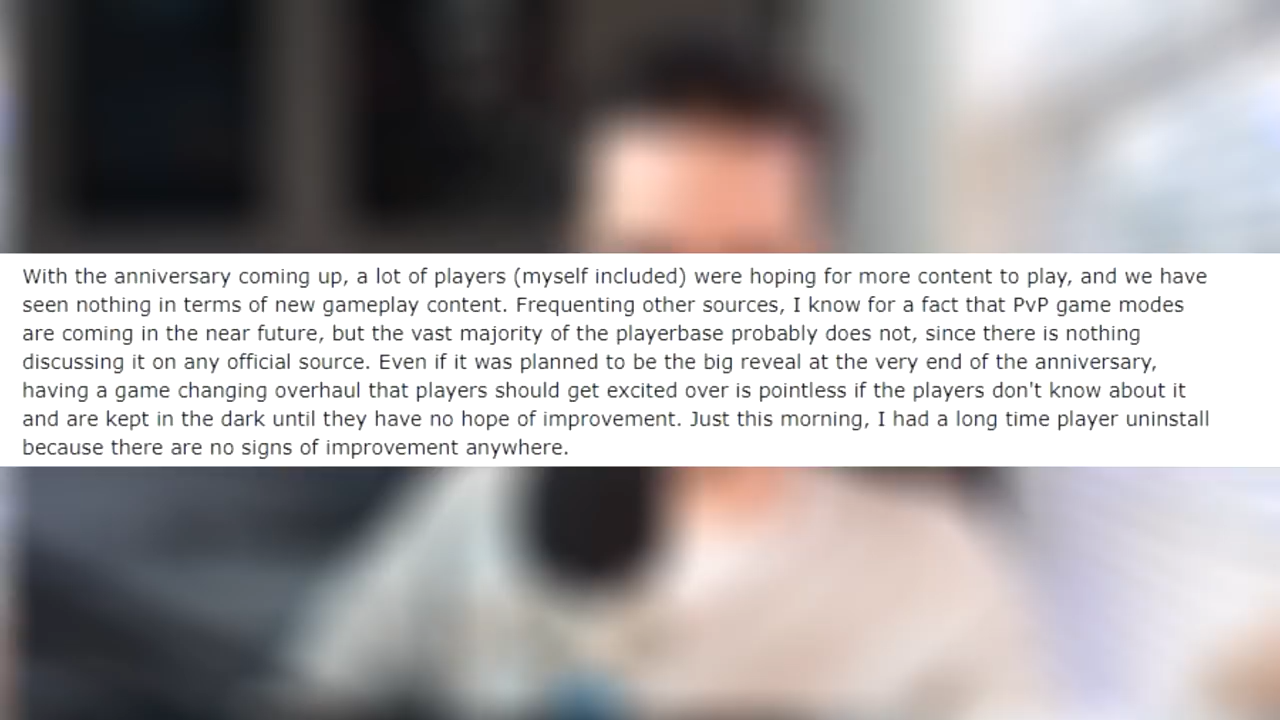 With the anniversary coming up, a lot of players (myself included) were hoping for more content to play, and we have
seen nothing in terms of new gameplay content. Frequenting other sources, I know for a fact that PvP game modes
are coming in the near future, but the vast majority of the playerbase probably does not, since there is nothing
discussing it on any official source. Even if it was planned to be the big reveal at the very end of the anniversary,
having a game changing overhaul that players should get excited over is pointless if the players don't know about it
and are kept in the dark until they have no hope of improvement. Just this morning, I had a long time player uninstall
because there are no signs of improvement anywhere.